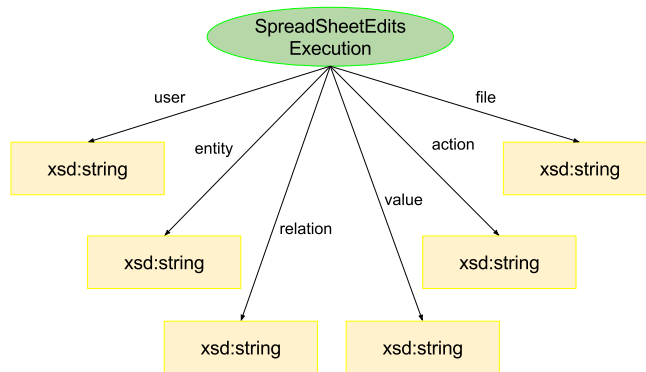 SpreadSheetEdits
Execution
user
file
entity
action
xsd:string
xsd:string
value
relation
xsd:string
xsd:string
xsd:string
xsd:string